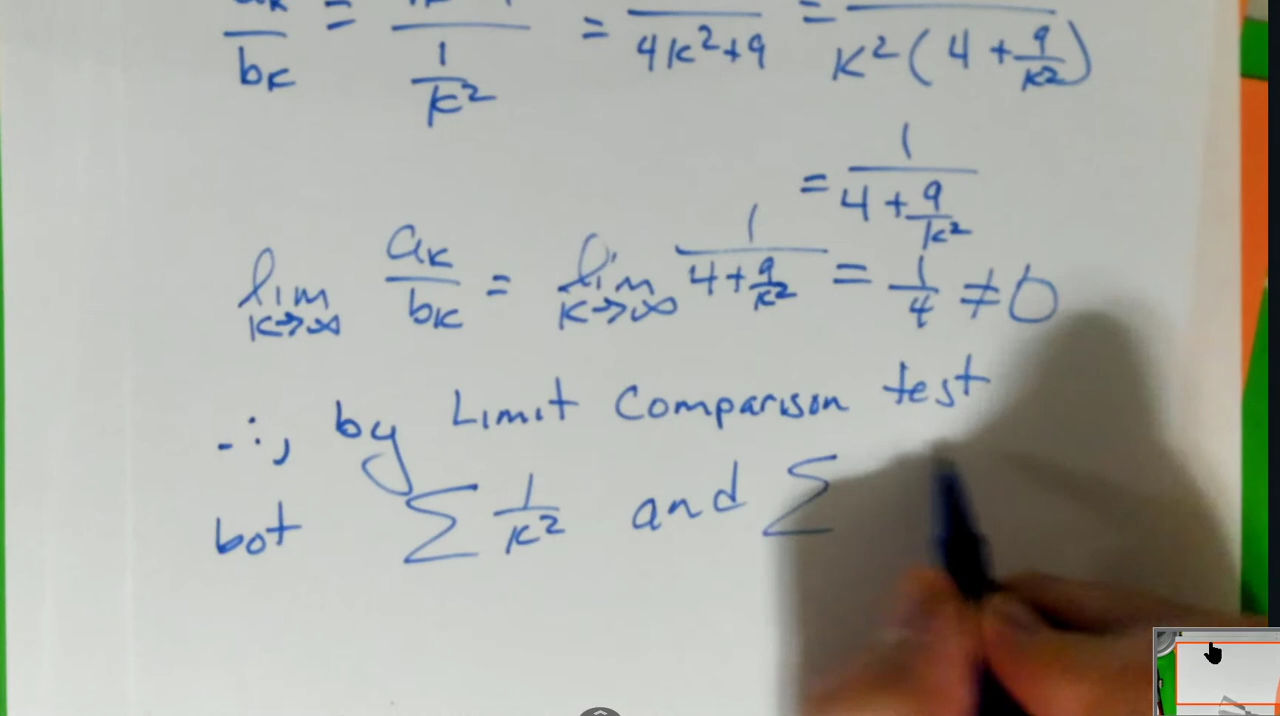 /bₖ = /(1/k²) = /(4k²+9) = /(k²(4 + 9/k²))
= 1/(4 + 9/k²)
lim k→∞ aₖ/bₖ = lim k→∞ 1/(4 + 9/k²) = 1/4 ≠ 0
∴, by Limit Comparison test
bot Σ 1/k² and Σ